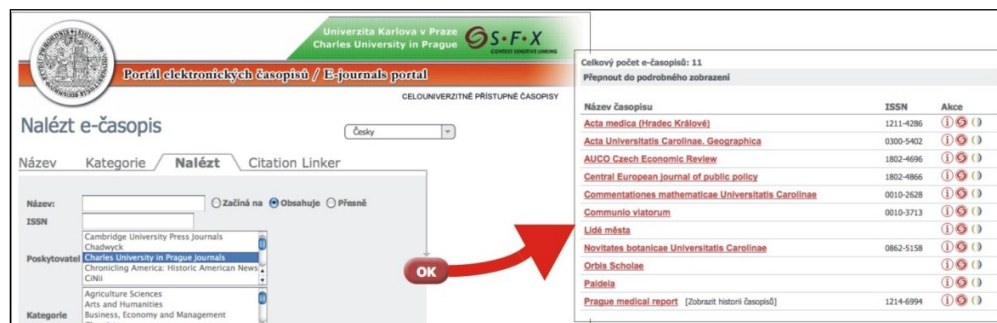 Univerzita Karlova v Praze
Charles University in Prague
S·F·X
CONTEXT SENSITIVE LINKING
Portál elektronických časopisů / E-journals portal
CELOUNIVERZITNĚ PŘÍSTUPNÉ ČASOPISY
Nalézt e-časopis
Česky
Název Kategorie Nalézt Citation Linker
Název: Začíná na Obsahuje Přesně
ISSN
Poskytovatel
Cambridge University Press Journals
Chadwyck
Charles University in Prague Journals
Chronicling America: Historic American News
CiNii
Kategorie
Agriculture Sciences
Arts and Humanities
Business, Economy and Management
OK
Celkový počet e-časopisů: 11
Přepnout do podrobného zobrazení
Název časopisu ISSN Akce
Acta medica (Hradec Králové) 1211-4286
Acta Universitatis Carolinae. Geographica 0300-5402
AUCO Czech Economic Review 1802-4696
Central European journal of public policy 1802-4866
Commentationes mathematicae Universitatis Carolinae 0010-2628
Communio viatorum 0010-3713
Lidé města
Novitates botanicae Universitatis Carolinae 0862-5158
Orbis Scholae
Paideia
Prague medical report [Zobrazit historii časopisů] 1214-6994